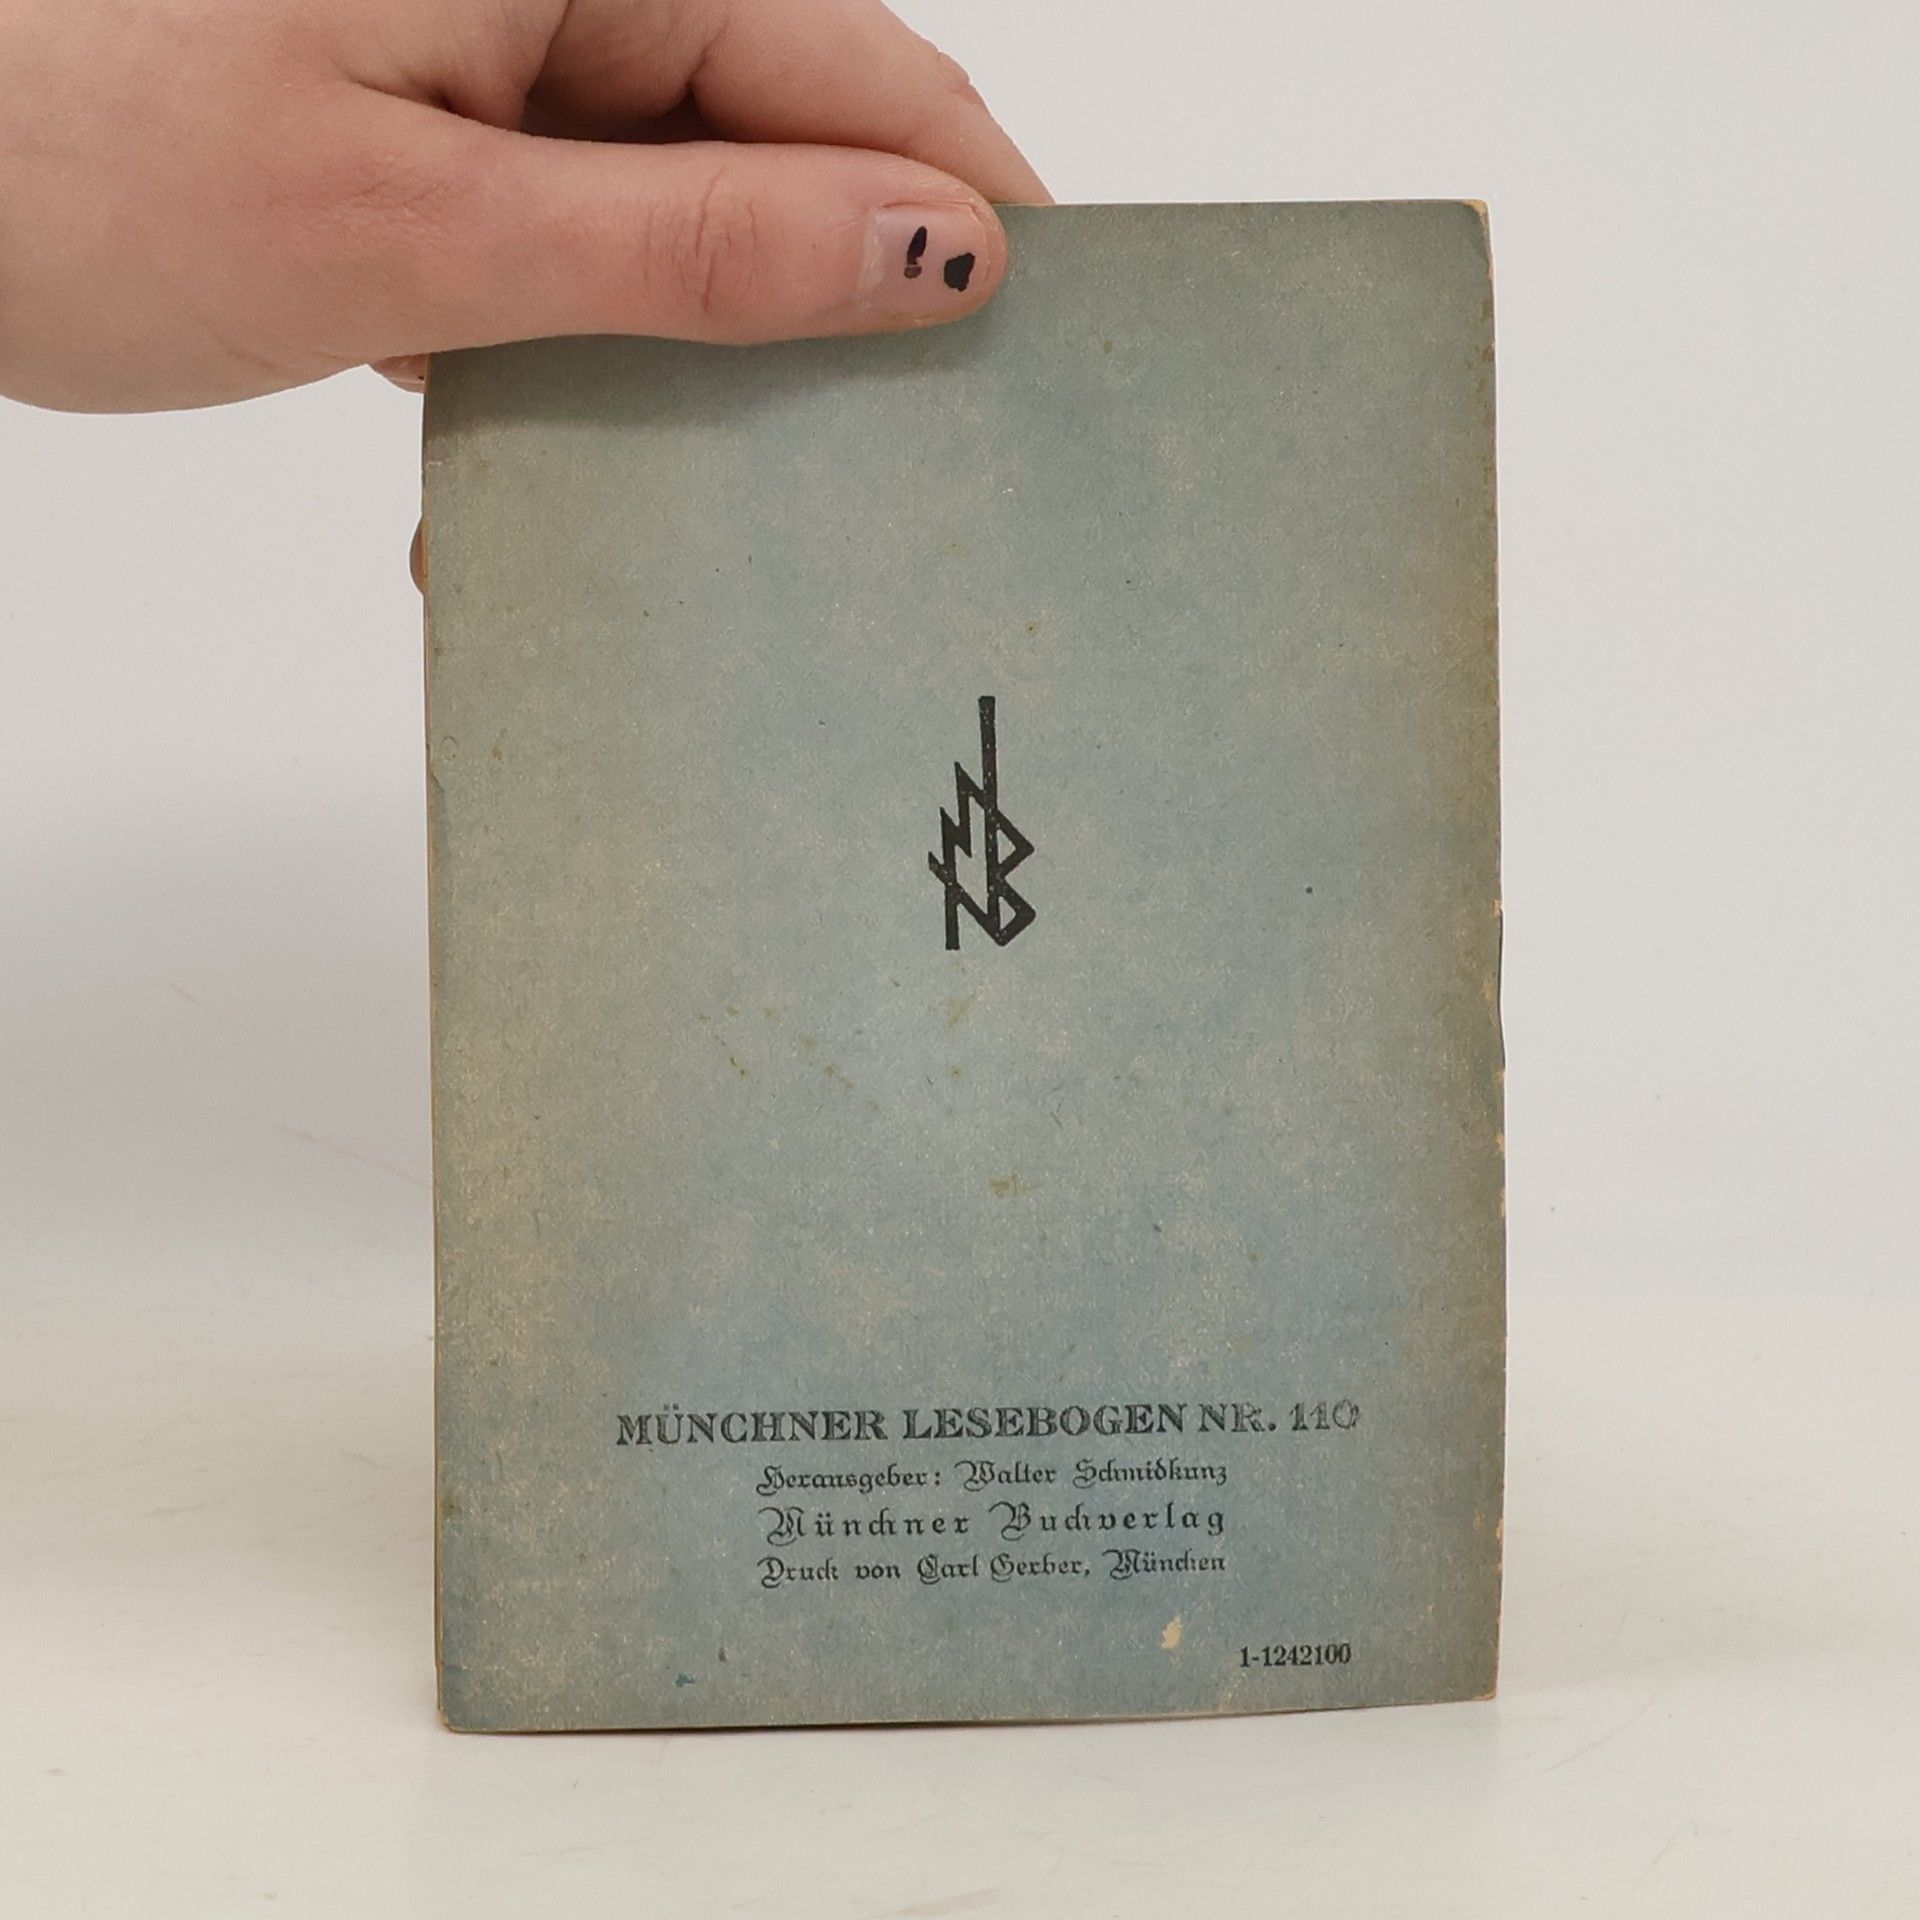 MÜNCHNER LESEBOGEN NR. 110
Herausgeber: Walter Schmidkunz
Münchner Buchverlag
Druck von Carl Gerber, München
1-1242100